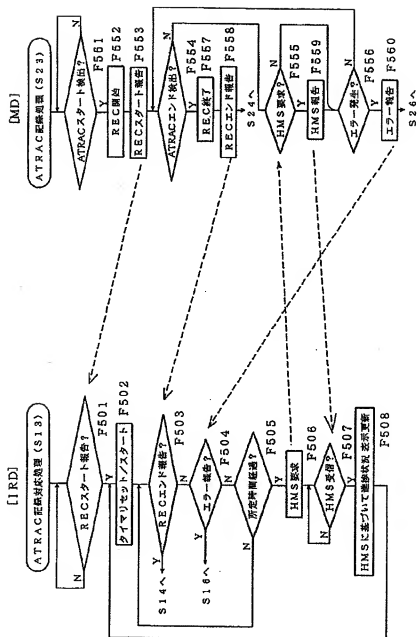 [IRD]
ATRAC記録対応処理(S13)
RECスタート報告?
N
Y
F501
タイマリセット/スタート
F502
RECエンド報告?
Y
S14へ
N
F503
エラー報告?
Y
S16へ
N
F504
所定時間経過?
N
Y
F505
HMS要求
F506
HMS受信?
N
Y
F507
HMSに基づいて進捗状況 表示更新
F508
[MD]
ATRAC記録処理(S23)
ATRACスタート検出?
N
Y
F551
REC開始
F552
RECスタート報告
F553
ATRACエンド検出?
N
Y
F554
REC終了
F557
RECエンド報告
F558
S24へ
HMS要求?
N
Y
F555
HMS報告
F559
エラー発生?
N
Y
F556
エラー報告
F560
S26へ